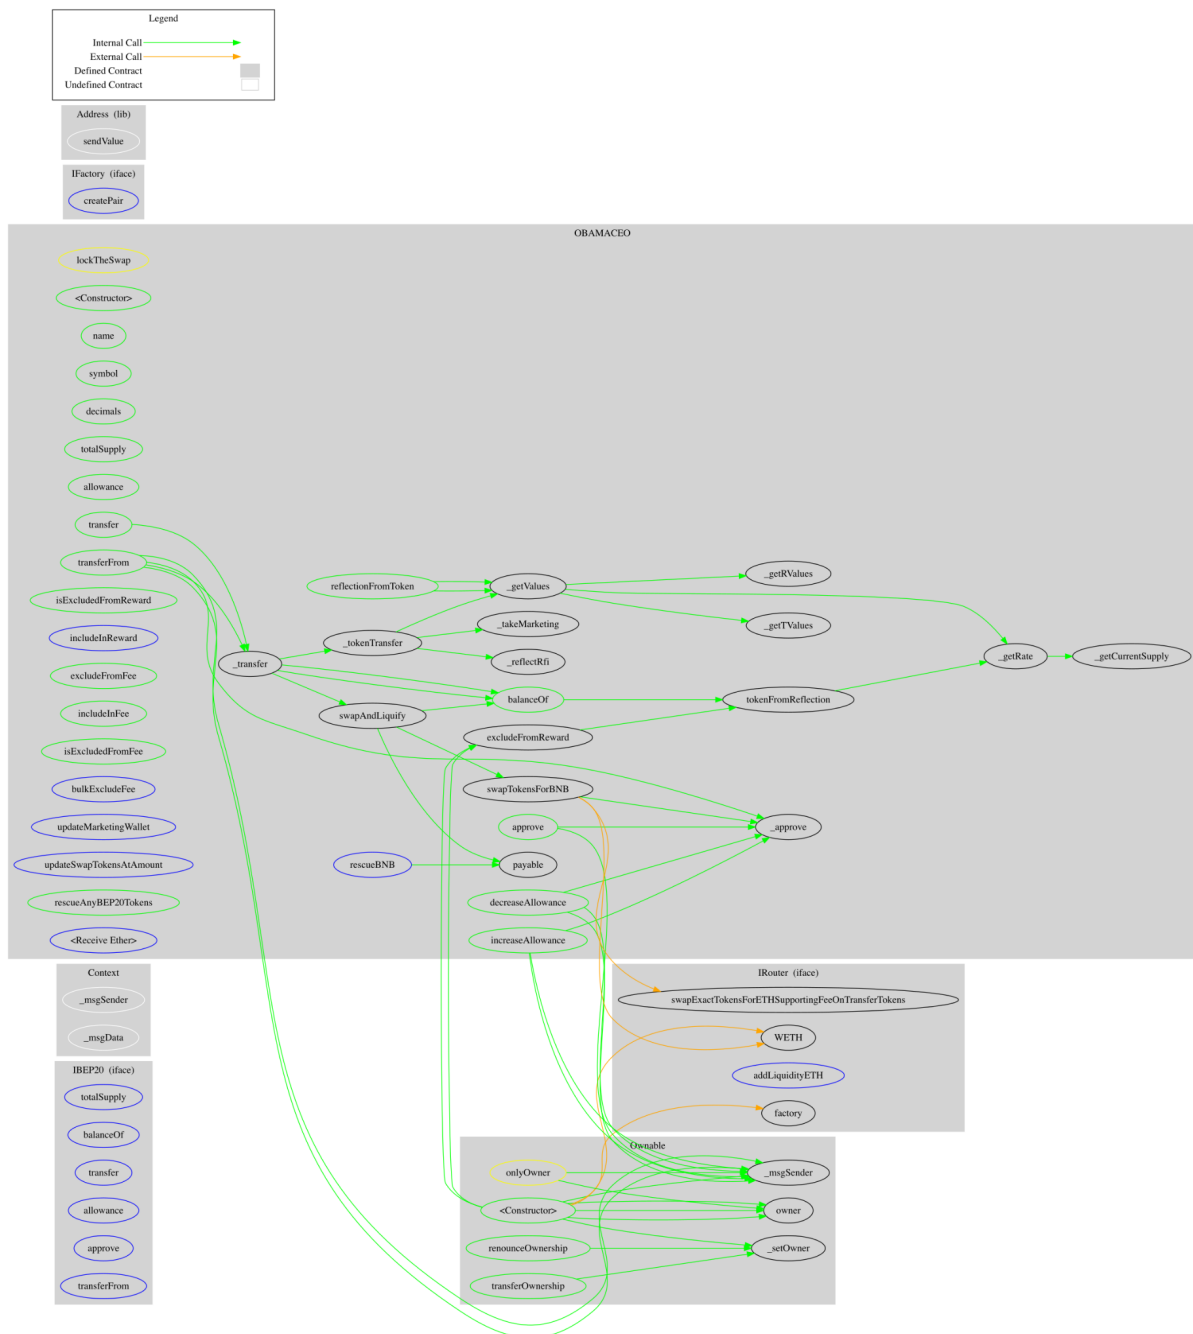 Legend
Internal Call
External Call
Defined Contract
Undefined Contract
Address (lib)
sendValue
IFactory (iface)
createPair
OBAMACEO
lockTheSwap
<Constructor>
name
symbol
decimals
totalSupply
allowance
transfer
transferFrom
isExcludedFromReward
includeInReward
excludeFromFee
includeInFee
isExcludedFromFee
bulkExcludeFee
updateMarketingWallet
updateSwapTokensAtAmount
rescueAnyBEP20Tokens
<Receive Ether>
_transfer
reflectionFromToken
_tokenTransfer
swapAndLiquify
rescueBNB
_getValues
_takeMarketing
_reflectRfi
balanceOf
excludeFromReward
swapTokensForBNB
approve
payable
decreaseAllowance
increaseAllowance
_getRValues
_getTValues
tokenFromReflection
_approve
_getRate
_getCurrentSupply
Context
_msgSender
_msgData
IRouter (iface)
swapExactTokensForETHSupportingFeeOnTransferTokens
WETH
addLiquidityETH
factory
IBEP20 (iface)
totalSupply
balanceOf
transfer
allowance
approve
transferFrom
Ownable
onlyOwner
<Constructor>
renounceOwnership
transferOwnership
_msgSender
owner
_setOwner